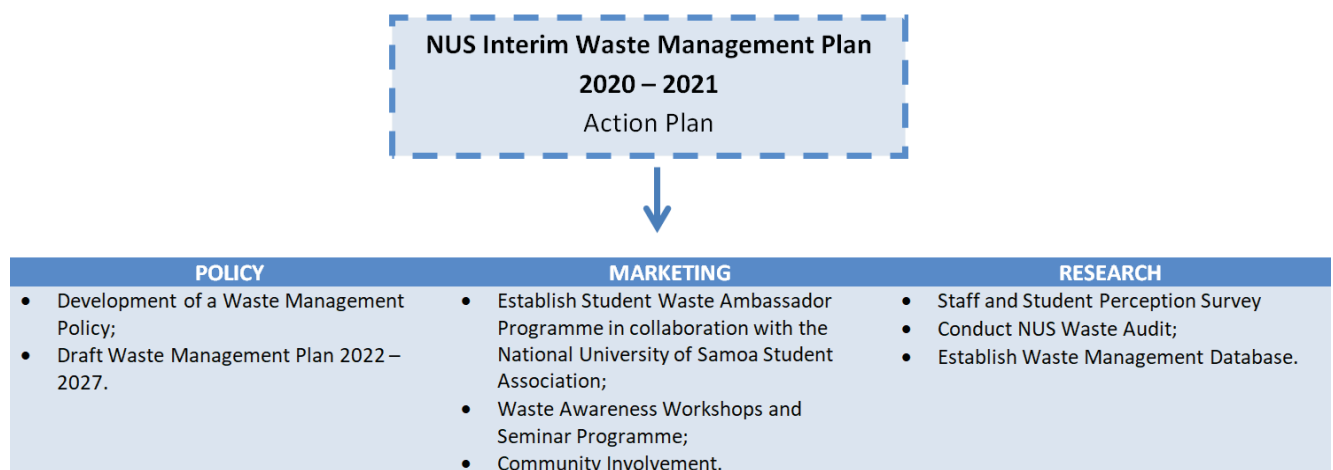 NUS Interim Waste Management Plan
2020 – 2021
Action Plan
POLICY
• Development of a Waste Management
Policy;
• Draft Waste Management Plan 2022 –
2027.
MARKETING
• Establish Student Waste Ambassador
Programme in collaboration with the
National University of Samoa Student
Association;
• Waste Awareness Workshops and
Seminar Programme;
• Community Involvement.
RESEARCH
• Staff and Student Perception Survey
• Conduct NUS Waste Audit;
• Establish Waste Management Database.